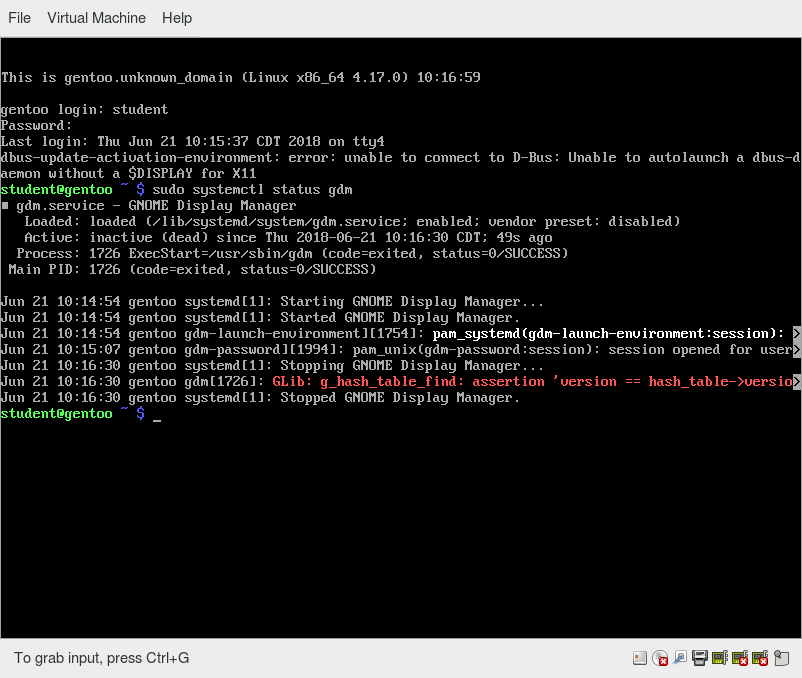 File Virtual Machine Help
This is gentoo.unknown_domain (Linux x86_64 4.17.0) 10:16:59
gentoo login: student
Password:
Last login: Thu Jun 21 10:15:37 CDT 2018 on tty4
dbus-update-activation-environment: error: unable to connect to D-Bus: Unable to autolaunch a dbus-d
aemon without a $DISPLAY for X11
student@gentoo ~ $ sudo systemctl status gdm
■ gdm.service - GNOME Display Manager
   Loaded: loaded (/lib/systemd/system/gdm.service; enabled; vendor preset: disabled)
   Active: inactive (dead) since Thu 2018-06-21 10:16:30 CDT; 49s ago
  Process: 1726 ExecStart=/usr/sbin/gdm (code=exited, status=0/SUCCESS)
 Main PID: 1726 (code=exited, status=0/SUCCESS)
Jun 21 10:14:54 gentoo systemd[1]: Starting GNOME Display Manager...
Jun 21 10:14:54 gentoo systemd[1]: Started GNOME Display Manager.
Jun 21 10:14:54 gentoo gdm-launch-environment][1754]: pam_systemd(gdm-launch-environment:session): >
Jun 21 10:15:07 gentoo gdm-password][1994]: pam_unix(gdm-password:session): session opened for user>
Jun 21 10:16:30 gentoo systemd[1]: Stopping GNOME Display Manager...
Jun 21 10:16:30 gentoo gdm[1726]: GLib: g_hash_table_find: assertion 'version == hash_table->versio>
Jun 21 10:16:30 gentoo systemd[1]: Stopped GNOME Display Manager.
student@gentoo ~ $ _
To grab input, press Ctrl+G